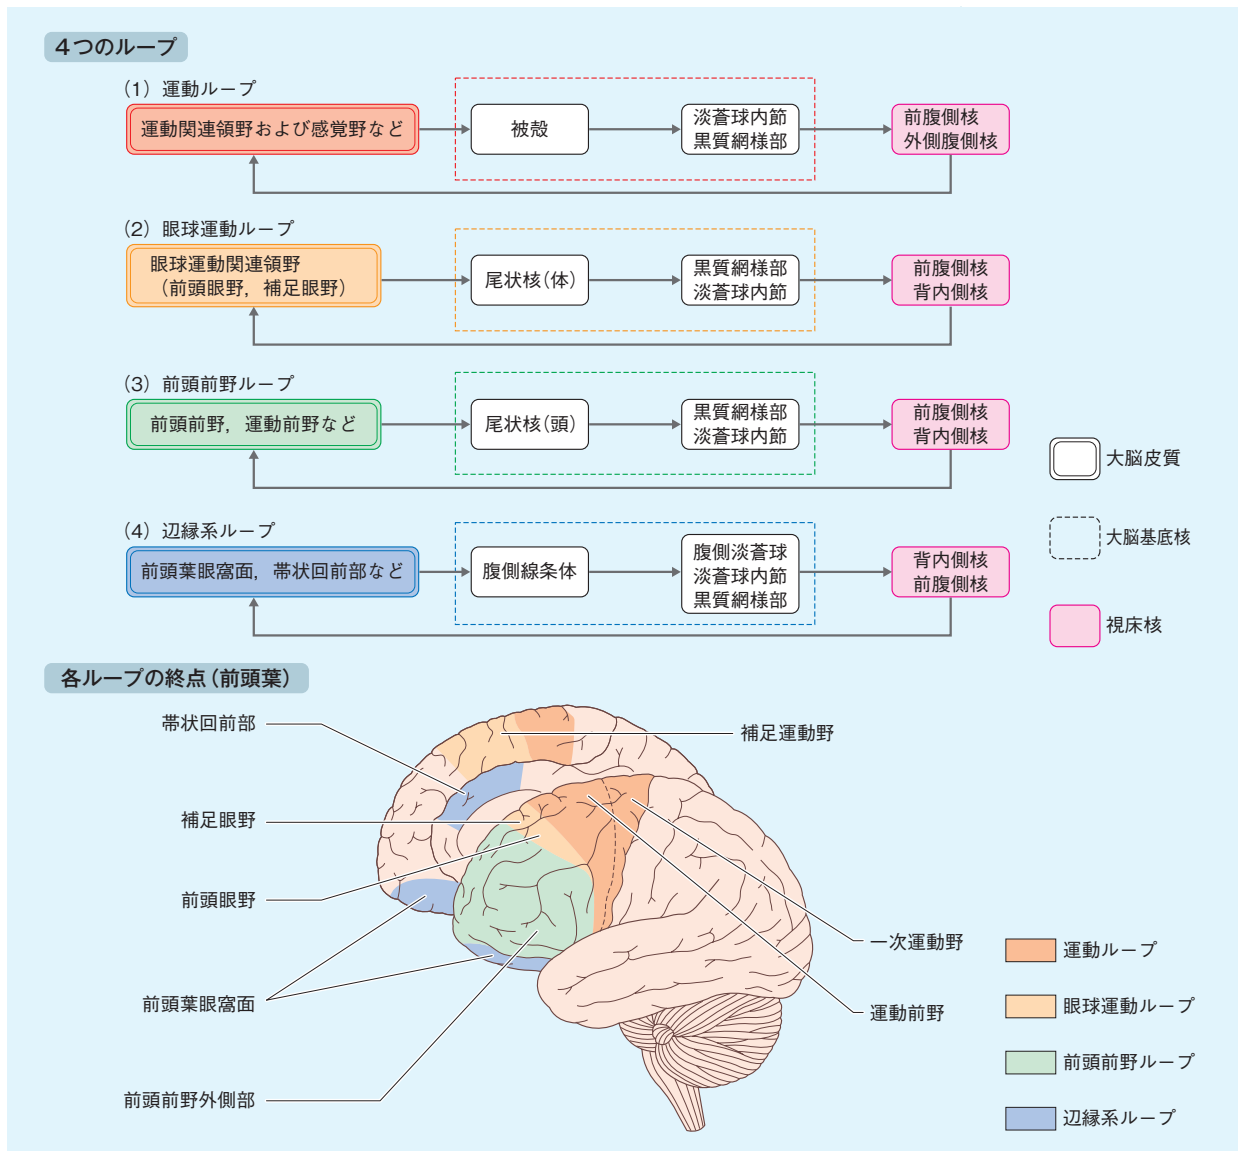 4つのループ
（1）運動ループ
運動関連領野および感覚野など
被殻
淡蒼球内節
黒質網様部
前腹側核
外側腹側核
（2）眼球運動ループ
眼球運動関連領野
（前頭眼野，補足眼野）
尾状核（体）
黒質網様部
淡蒼球内節
前腹側核
背内側核
（3）前頭前野ループ
前頭前野，運動前野など
尾状核（頭）
黒質網様部
淡蒼球内節
前腹側核
背内側核
（4）辺縁系ループ
前頭葉眼窩面，帯状回前部など
腹側線条体
腹側淡蒼球
淡蒼球内節
黒質網様部
背内側核
前腹側核
大脳皮質
大脳基底核
視床核
各ループの終点（前頭葉）
帯状回前部
補足運動野
補足眼野
前頭眼野
前頭葉眼窩面
前頭前野外側部
一次運動野
運動前野
運動ループ
眼球運動ループ
前頭前野ループ
辺縁系ループ